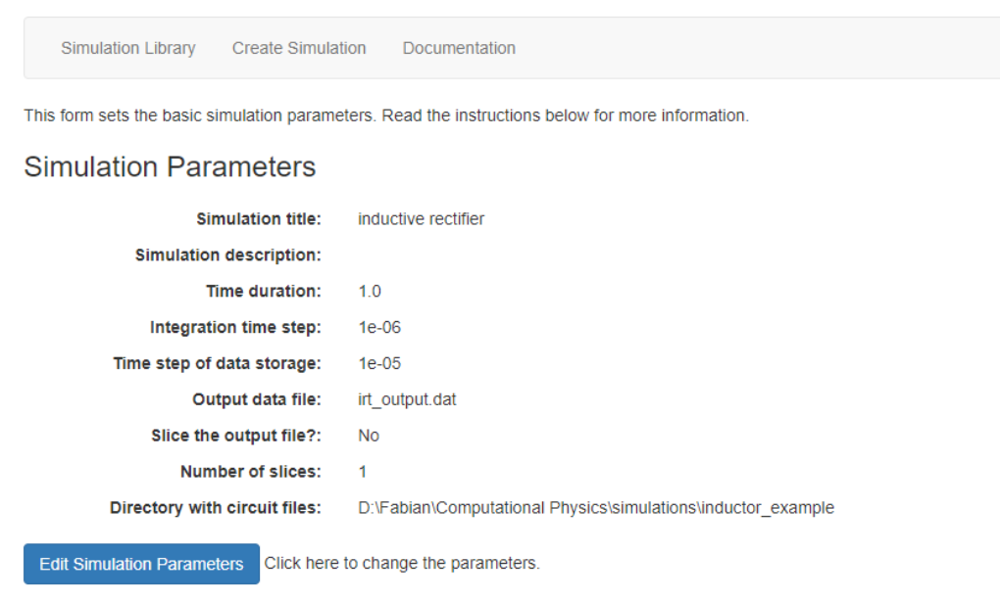 Simulation Library Create Simulation Documentation
This form sets the basic simulation parameters. Read the instructions below for more information.
Simulation Parameters
Simulation title: inductive rectifier
Simulation description:
Time duration: 1.0
Integration time step: 1e-06
Time step of data storage: 1e-05
Output data file: irt_output.dat
Slice the output file?: No
Number of slices: 1
Directory with circuit files: D:\Fabian\Computational Physics\simulations\inductor_example
Edit Simulation Parameters Click here to change the parameters.